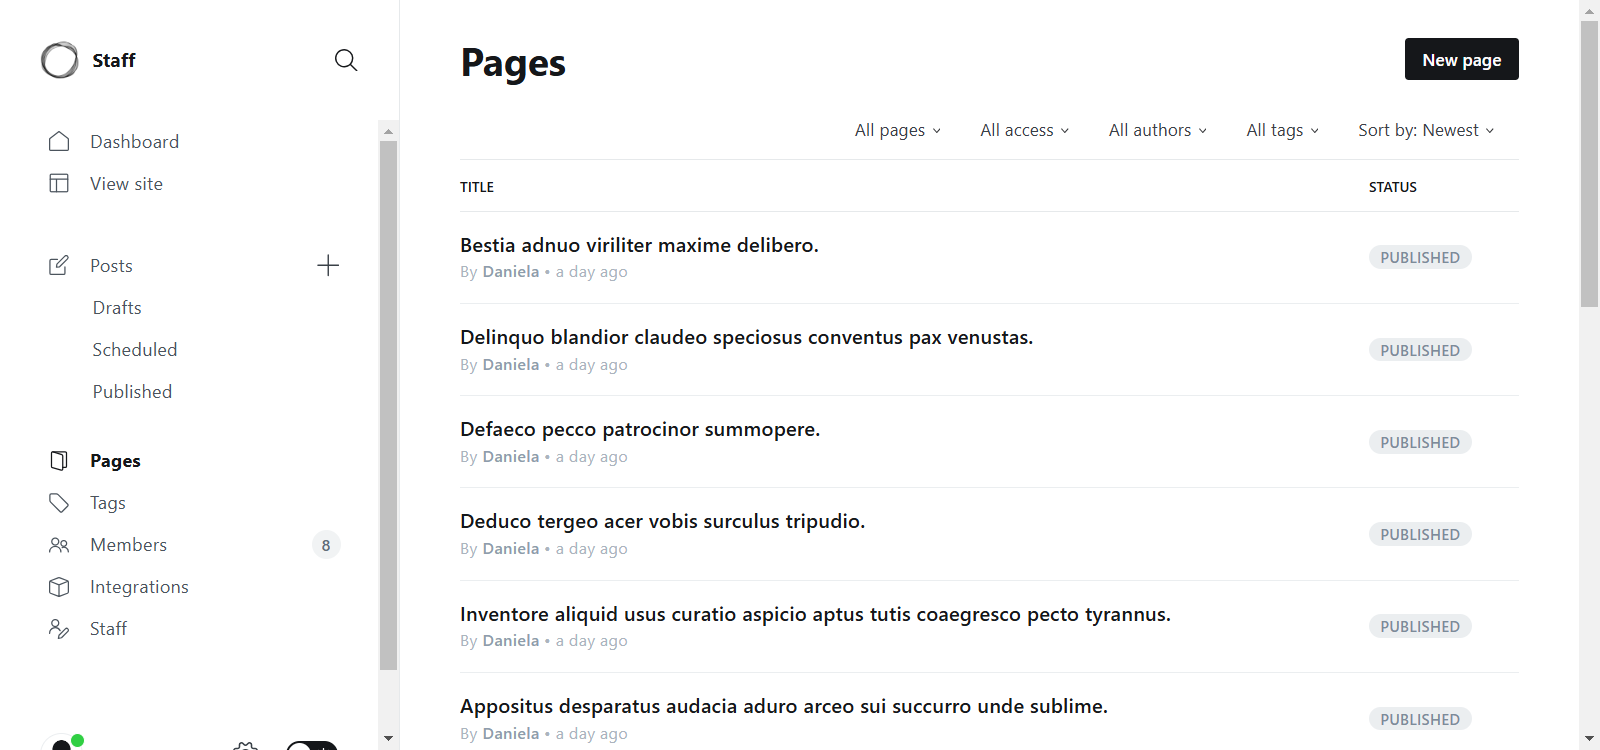 Staff
Dashboard
View site
Posts
Drafts
Scheduled
Published
Pages
Tags
Members 8
Integrations
Staff
Pages
New page
All pages All access All authors All tags Sort by: Newest
TITLE STATUS
Bestia adnuo viriliter maxime delibero.
By Daniela • a day ago
PUBLISHED
Delinquo blandior claudeo speciosus conventus pax venustas.
By Daniela • a day ago
PUBLISHED
Defaeco pecco patrocinor summopere.
By Daniela • a day ago
PUBLISHED
Deduco tergeo acer vobis surculus tripudio.
By Daniela • a day ago
PUBLISHED
Inventore aliquid usus curatio aspicio aptus tutis coaegresco pecto tyrannus.
By Daniela • a day ago
PUBLISHED
Appositus desparatus audacia aduro arceo sui succurro unde sublime.
By Daniela • a day ago
PUBLISHED